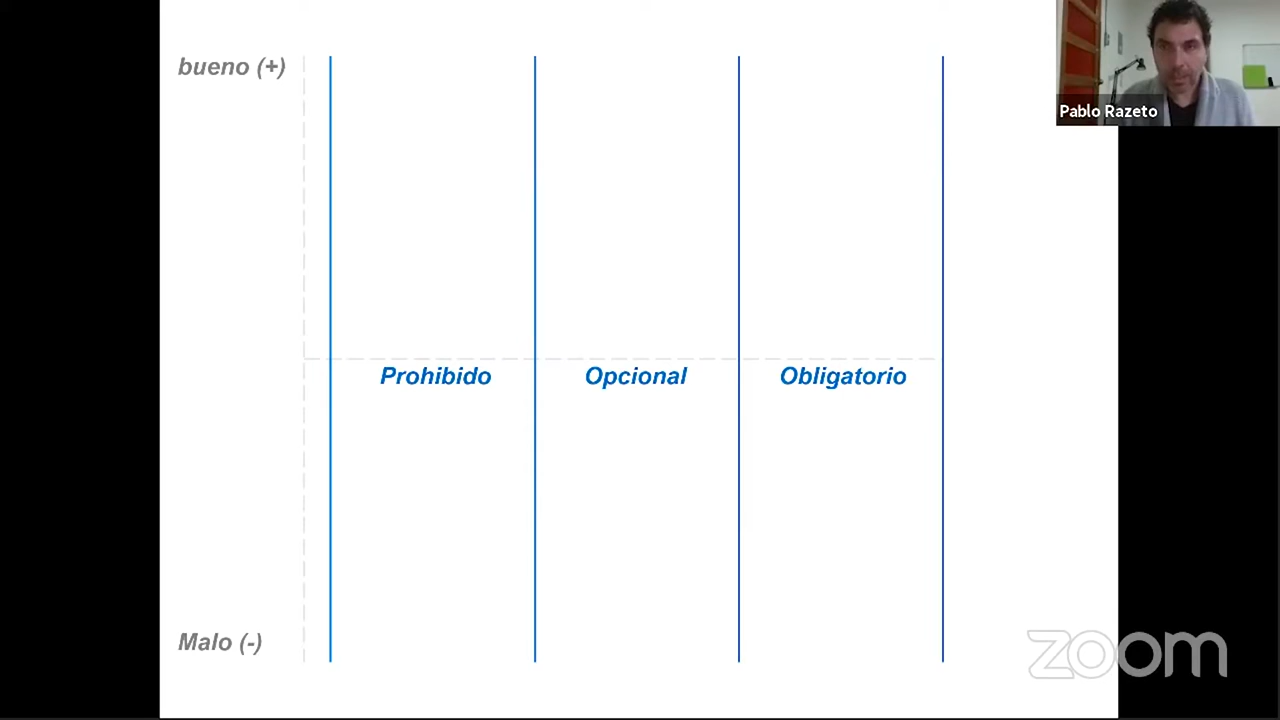 bueno (+)
Pablo Razeto
Prohibido
Opcional
Obligatorio
Malo (-)
zoom